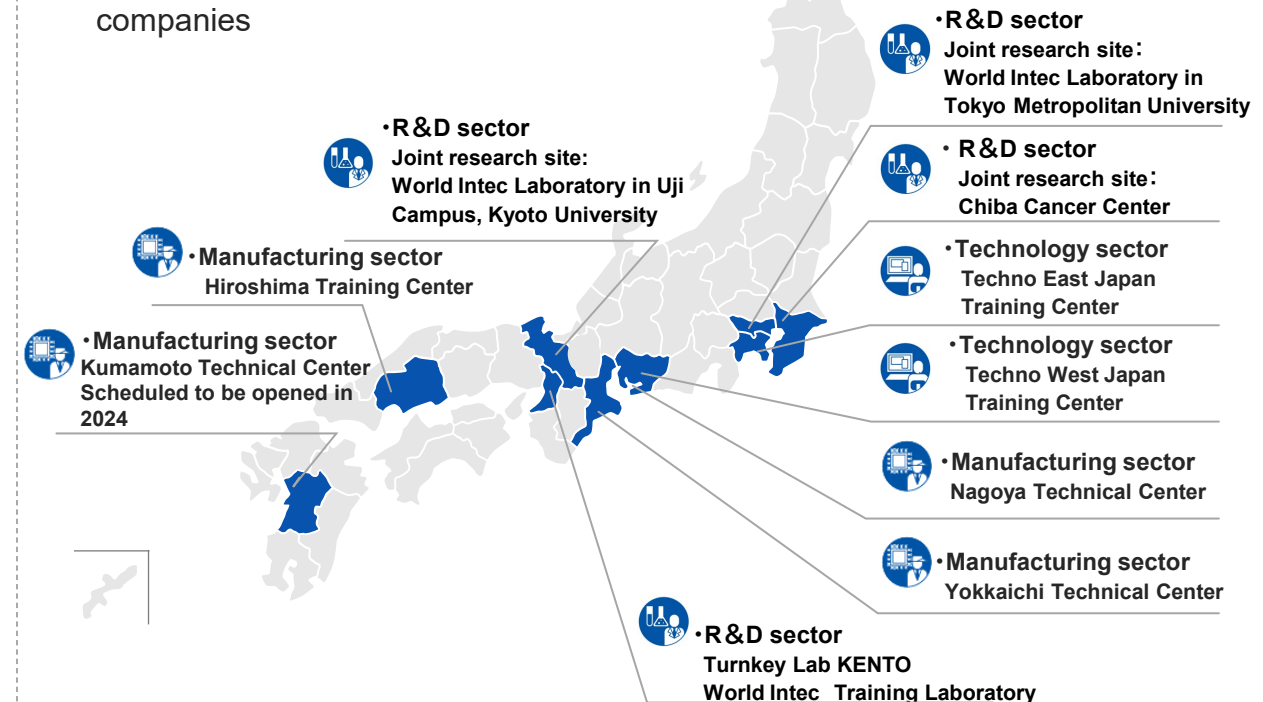 companies
・R&D sector
Joint research site:
World Intec Laboratory in
Tokyo Metropolitan University
・R&D sector
Joint research site:
World Intec Laboratory in Uji
Campus, Kyoto University
・R&D sector
Joint research site:
Chiba Cancer Center
・Manufacturing sector
Hiroshima Training Center
・Technology sector
Techno East Japan
Training Center
・Manufacturing sector
Kumamoto Technical Center
Scheduled to be opened in
2024
・Technology sector
Techno West Japan
Training Center
・Manufacturing sector
Nagoya Technical Center
・Manufacturing sector
Yokkaichi Technical Center
・R&D sector
Turnkey Lab KENTO
World Intec Training Laboratory